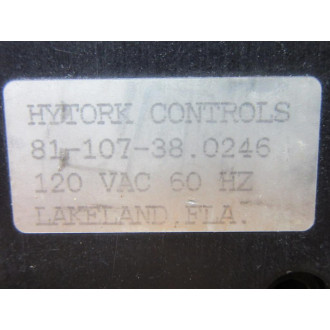 HYTORK CONTROLS
81-107-38.0246
120 VAC 60 HZ
LAKELAND, FLA.